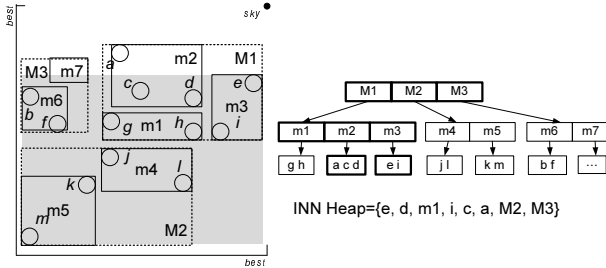 best
sky
a
m2
M1
M3
m7
c
d
e
m3
m6
b
f
g
m1
h
i
j
m4
l
k
m
m5
M2
best
M1 M2 M3
m1 m2 m3 m4 m5 m6 m7
g h a c d e i j l k m b f ...
INN Heap={e, d, m1, i, c, a, M2, M3}